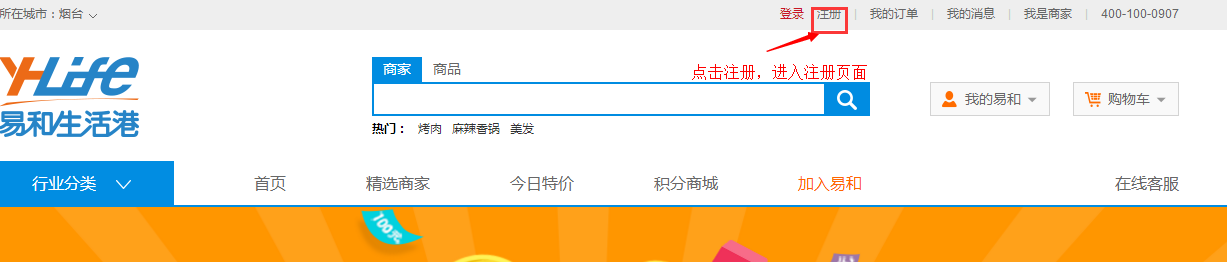 所在城市：烟台
登录 注册 我的订单 我的消息 我是商家 400-100-0907
YHLife
易和生活港
商家 商品
点击注册，进入注册页面
我的易和 购物车
热门： 烤肉 麻辣香锅 美发
行业分类 首页 精选商家 今日特价 积分商城 加入易和 在线客服
100元